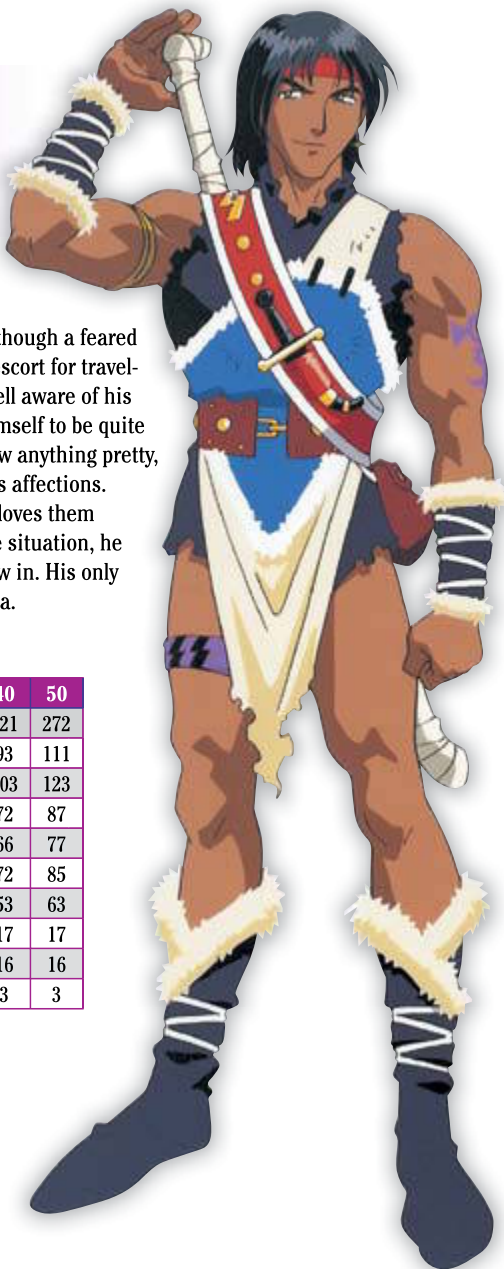 though a feared
scort for travel-
ell aware of his
mself to be quite
w anything pretty,
s affections.
loves them
e situation, he
w in. His only
a.
40 50
21 272
93 111
03 123
72 87
66 77
72 85
53 63
17 17
16 16
3 3